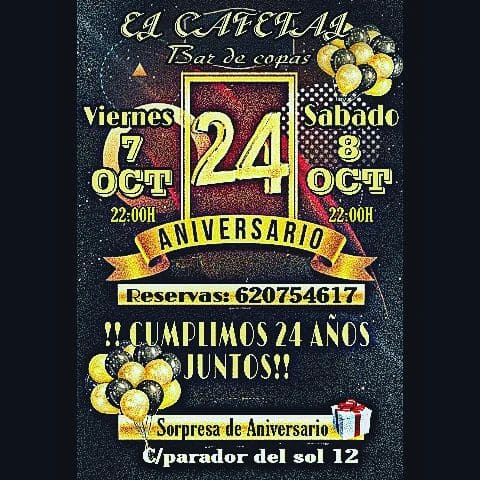 EL CAFETAL
Bar de copas
Viernes
7
OCT
22:00H
24
Sabado
8
OCT
22:00H
ANIVERSARIO
Reservas: 620754617
!! CUMPLIMOS 24 AÑOS
JUNTOS!!
Sorpresa de Aniversario
C/parador del sol 12